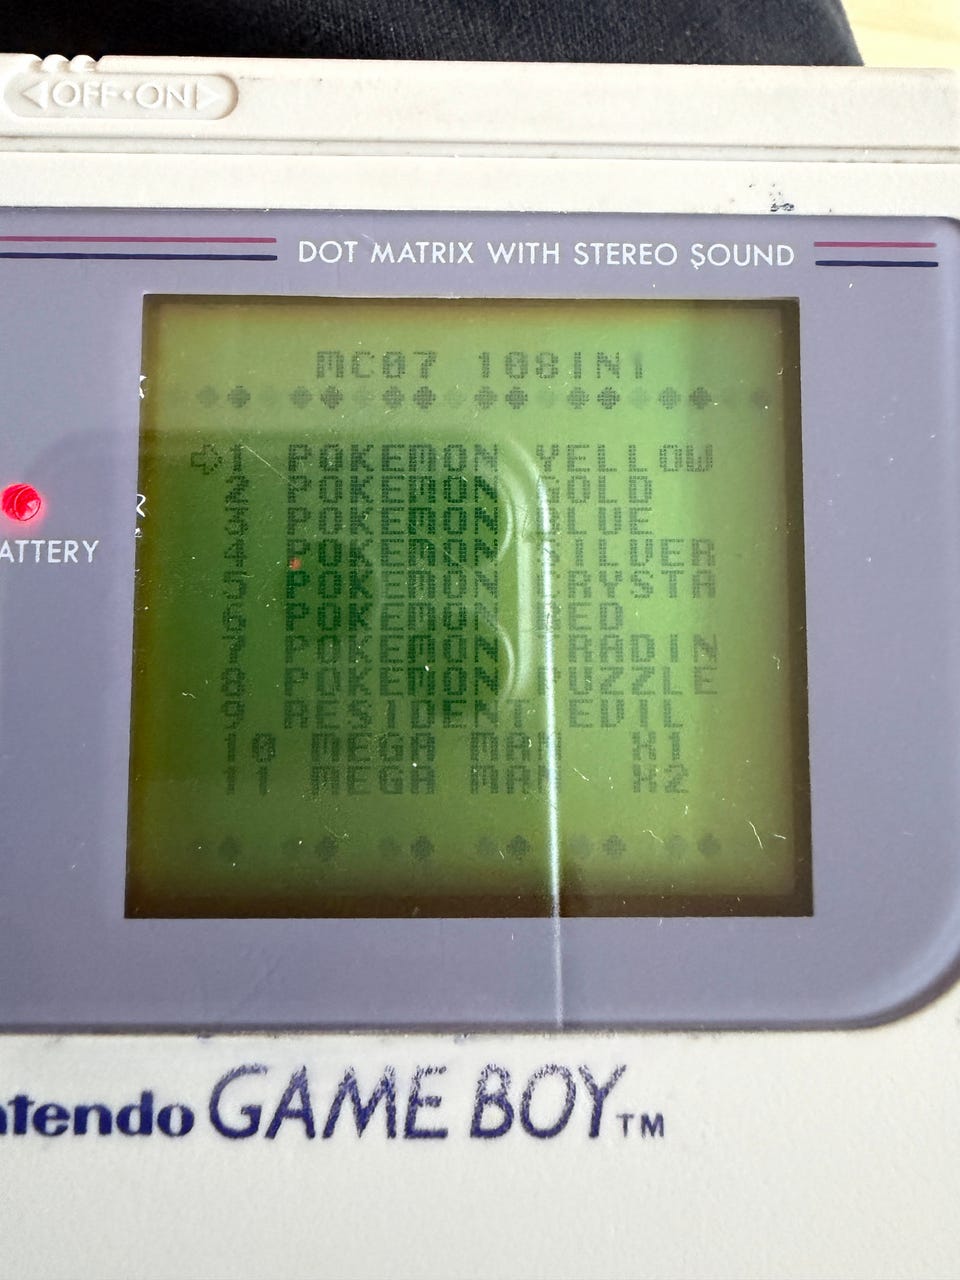 OFF•ON
DOT MATRIX WITH STEREO SOUND
MC07 108IN1
1 POKEMON YELLOW
2 POKEMON GOLD
3 POKEMON BLUE
4 POKEMON SILVER
5 POKEMON CRYSTA
6 POKEMON RED
7 POKEMON TRADIN
8 POKEMON PUZZLE
9 RESIDENT EVIL
10 MEGA MAN X1
11 MEGA MAN X2
ATTERY
ntendo GAME BOY TM